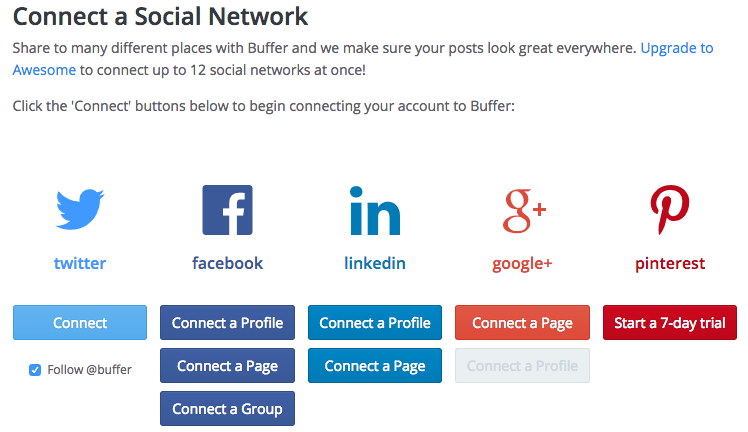 Connect a Social Network
Share to many different places with Buffer and we make sure your posts look great everywhere. Upgrade to
Awesome to connect up to 12 social networks at once!
Click the 'Connect' buttons below to begin connecting your account to Buffer:
twitter
facebook
linkedin
google+
pinterest
Connect
Connect a Profile
Connect a Profile
Connect a Page
Start a 7-day trial
Follow @buffer
Connect a Page
Connect a Page
Connect a Profile
Connect a Group